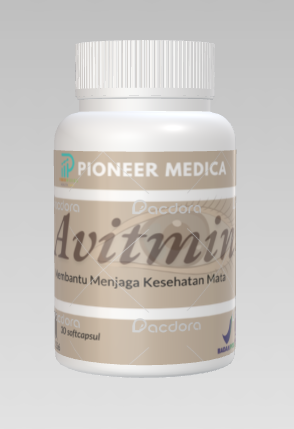 PIONEER MEDICA
Dacdora
Avitmin
Membantu Menjaga Kesehatan Mata
Dacdora
30 softcapsul